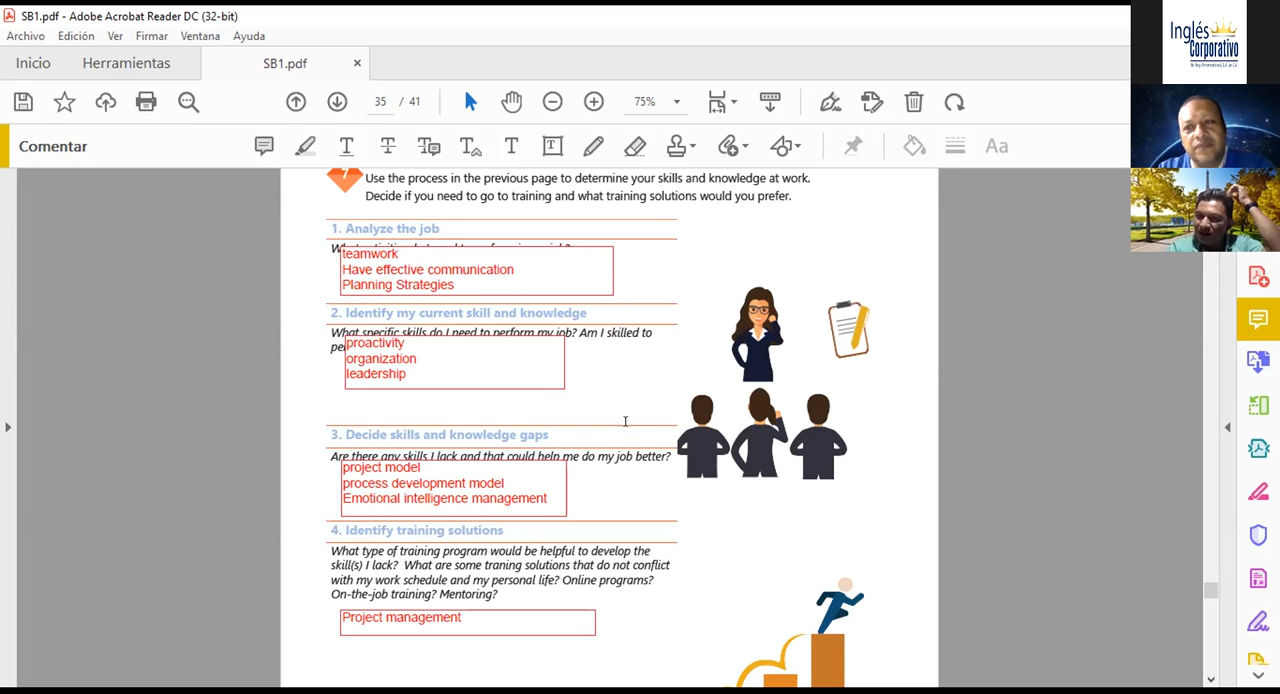 SB1.pdf - Adobe Acrobat Reader DC (32-bit)
Archivo Edición Ver Firmar Ventana Ayuda
Inicio Herramientas SB1.pdf ×
35 / 41 75%
Comentar
Inglés
Corporativo
7
Use the process in the previous page to determine your skills and knowledge at work.
Decide if you need to go to training and what training solutions would you prefer.
1. Analyze the job
teamwork
Have effective communication
Planning Strategies
2. Identify my current skill and knowledge
What specific skills do I need to perform my job? Am I skilled to
proactivity
organization
leadership
3. Decide skills and knowledge gaps
Are there any skills I lack and that could help me do my job better?
project model
process development model
Emotional intelligence management
4. Identify training solutions
What type of training program would be helpful to develop the
skill(s) I lack? What are some traning solutions that do not conflict
with my work schedule and my personal life? Online programs?
On-the-job training? Mentoring?
Project management